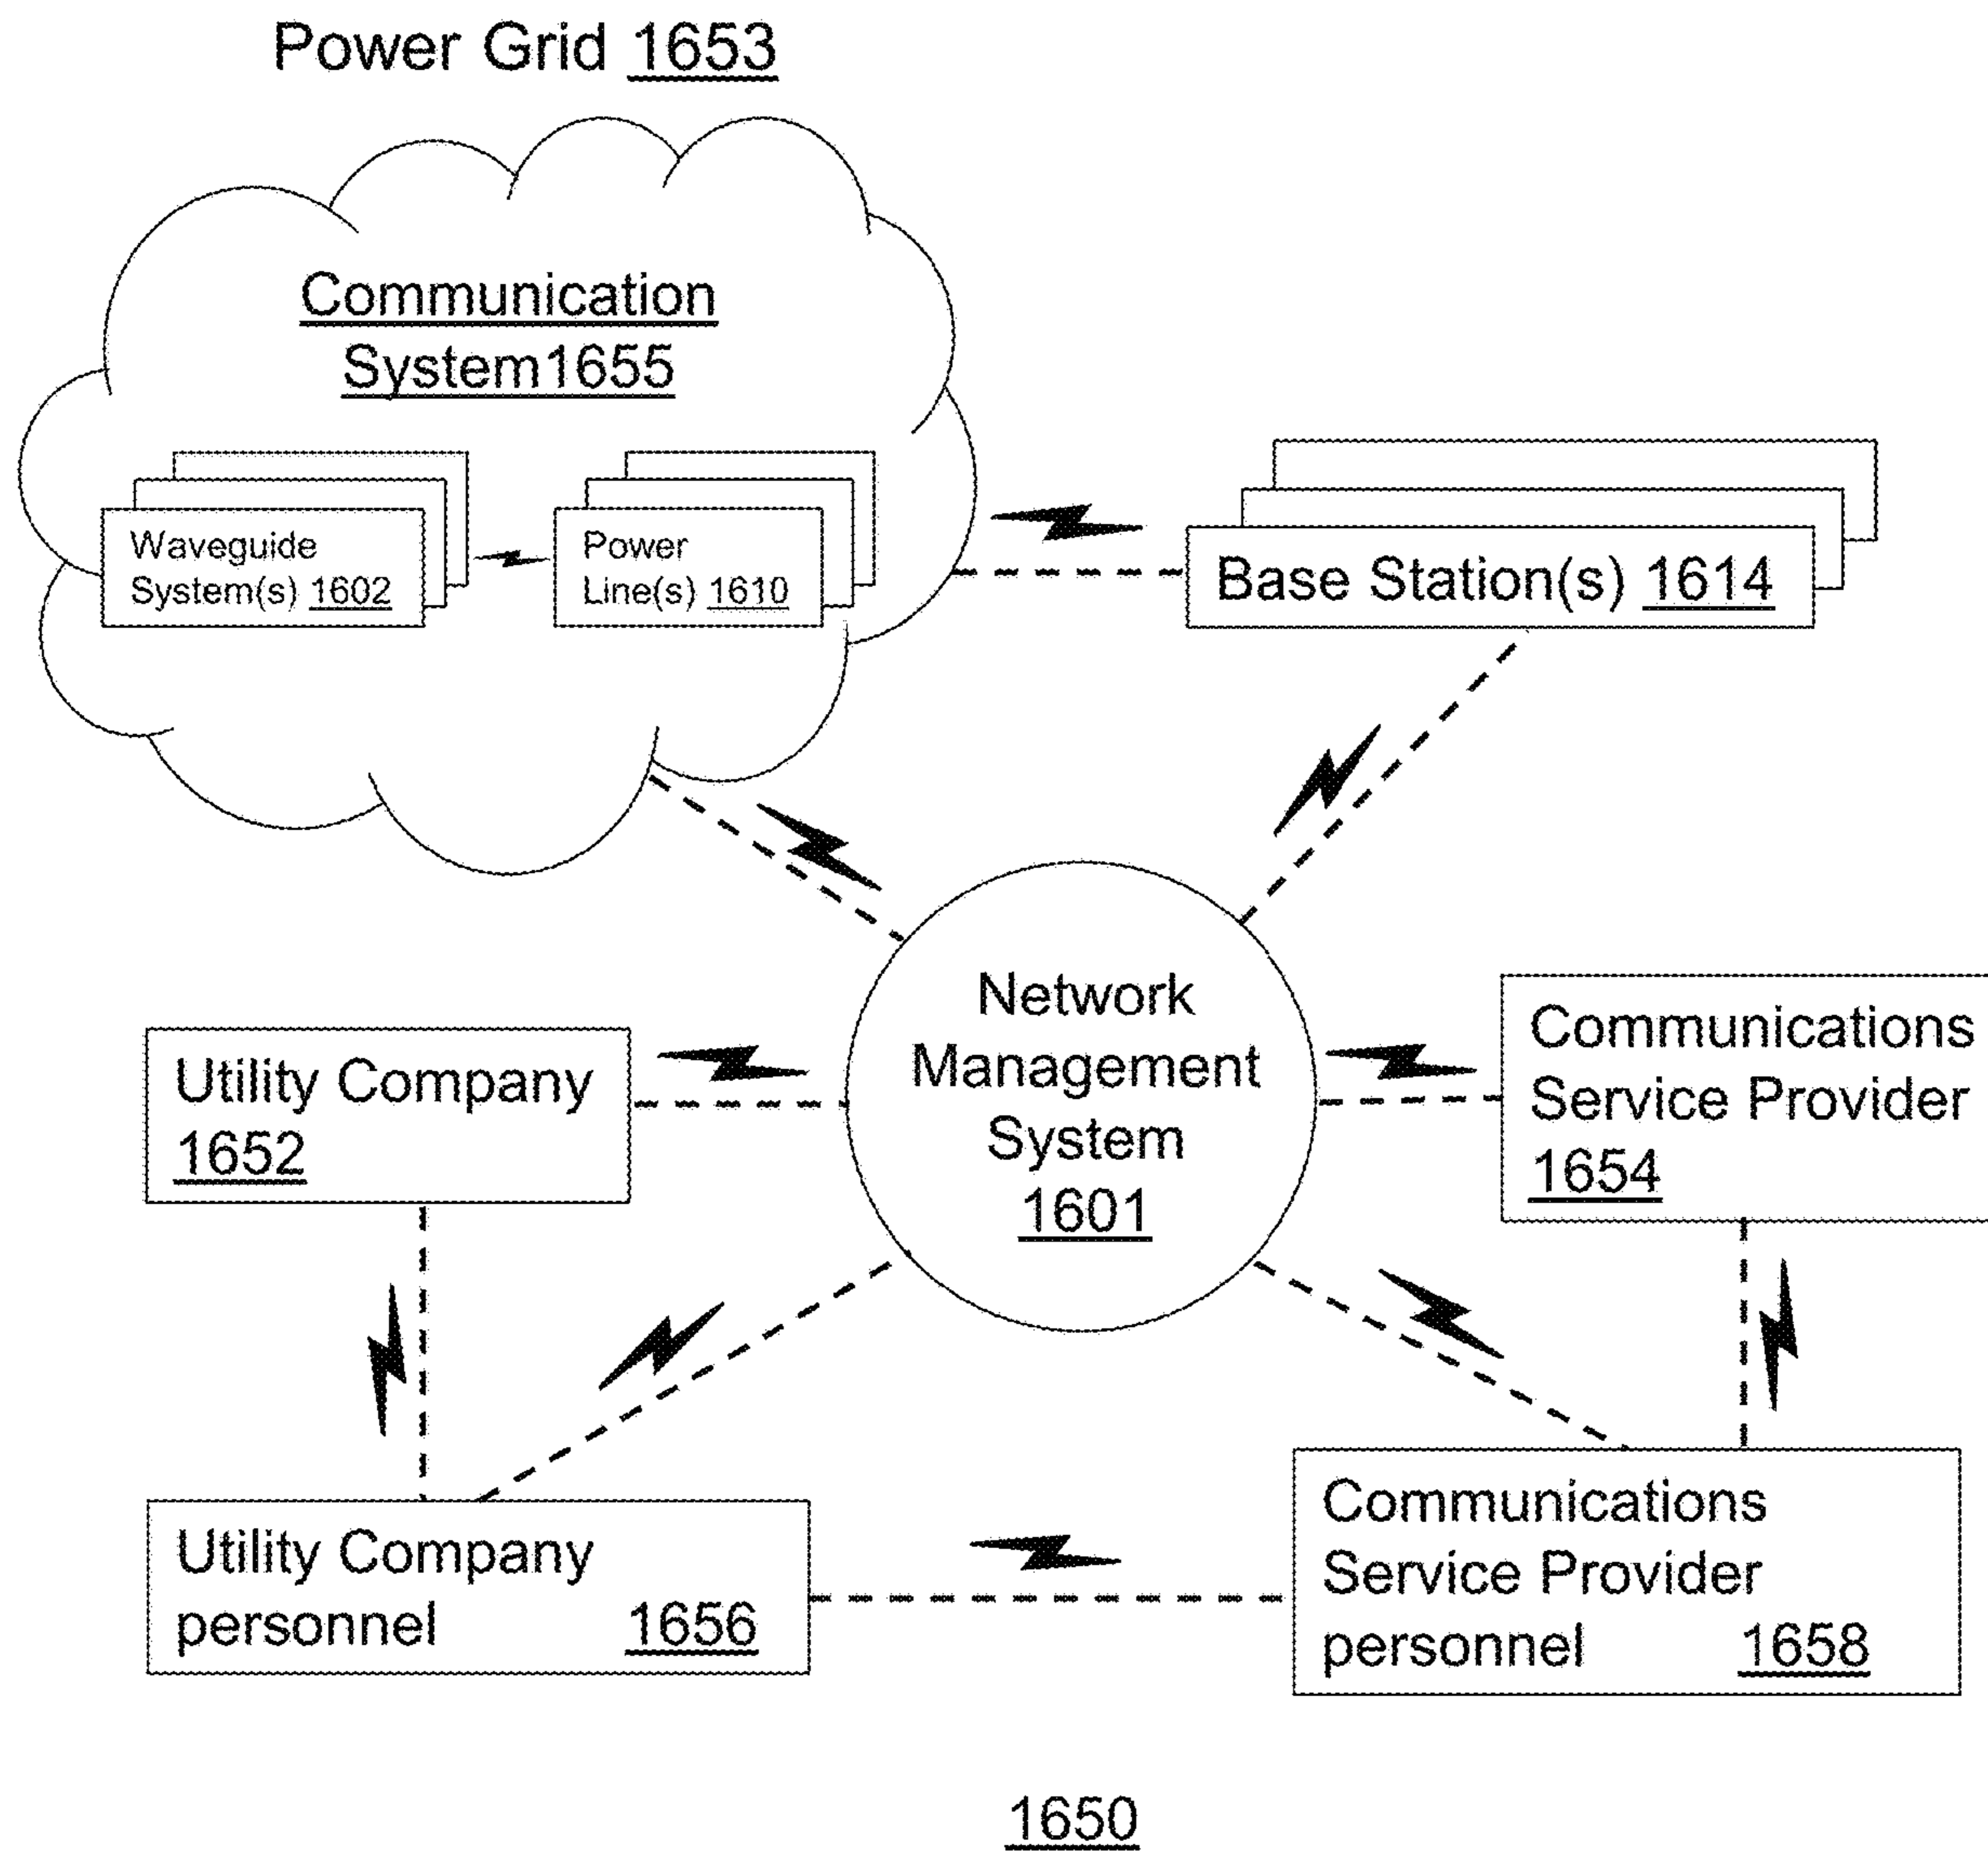 Power Grid 1653
Communication
System1655
Waveguide
System(s) 1602
Power
Line(s) 1610
Base Station(s) 1614
Network
Management
System
1601
Utility Company
1652
Communications
Service Provider
1654
Utility Company
personnel 1656
Communications
Service Provider
personnel 1658
1650